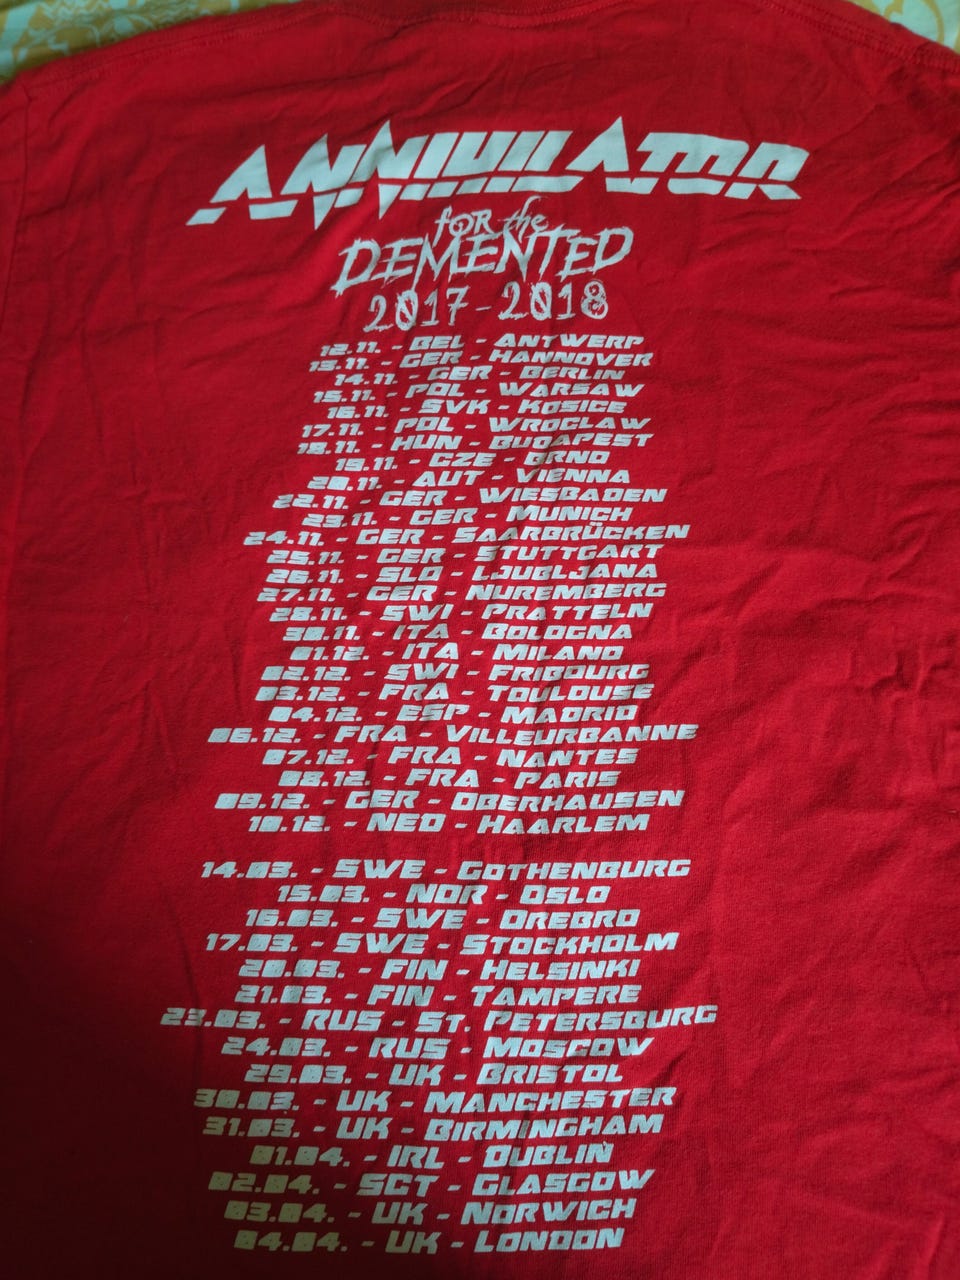 ANNIHILATOR
for the
DEMENTED
2017-2018
12.11. - BEL - ANTWERP
13.11. - GER - HANNOVER
14.11. - GER - BERLIN
15.11. - POL - WARSAW
16.11. - SVK - KOSICE
17.11. - POL - WROCLAW
18.11. - HUN - BUDAPEST
19.11. - CZE - BRNO
20.11. - AUT - VIENNA
22.11. - GER - WIESBADEN
23.11. - GER - MUNICH
24.11. - GER - SAARBRÜCKEN
25.11. - GER - STUTTGART
26.11. - SLO - LJUBLJANA
27.11. - GER - NUREMBERG
28.11. - SWI - PRATTELN
30.11. - ITA - BOLOGNA
01.12. - ITA - MILANO
02.12. - SWI - FRIBOURG
03.12. - FRA - TOULOUSE
04.12. - ESP - MADRID
06.12. - FRA - VILLEURBANNE
07.12. - FRA - NANTES
08.12. - FRA - PARIS
09.12. - GER - OBERHAUSEN
10.12. - NED - HAARLEM
14.03. - SWE - GOTHENBURG
15.03. - NOR - OSLO
16.03. - SWE - OREBRO
17.03. - SWE - STOCKHOLM
20.03. - FIN - HELSINKI
21.03. - FIN - TAMPERE
23.03. - RUS - ST. PETERSBURG
24.03. - RUS - MOSCOW
29.03. - UK - BRISTOL
30.03. - UK - MANCHESTER
31.03. - UK - BIRMINGHAM
01.04. - IRL - DUBLIN
02.04. - SCT - GLASGOW
03.04. - UK - NORWICH
04.04. - UK - LONDON